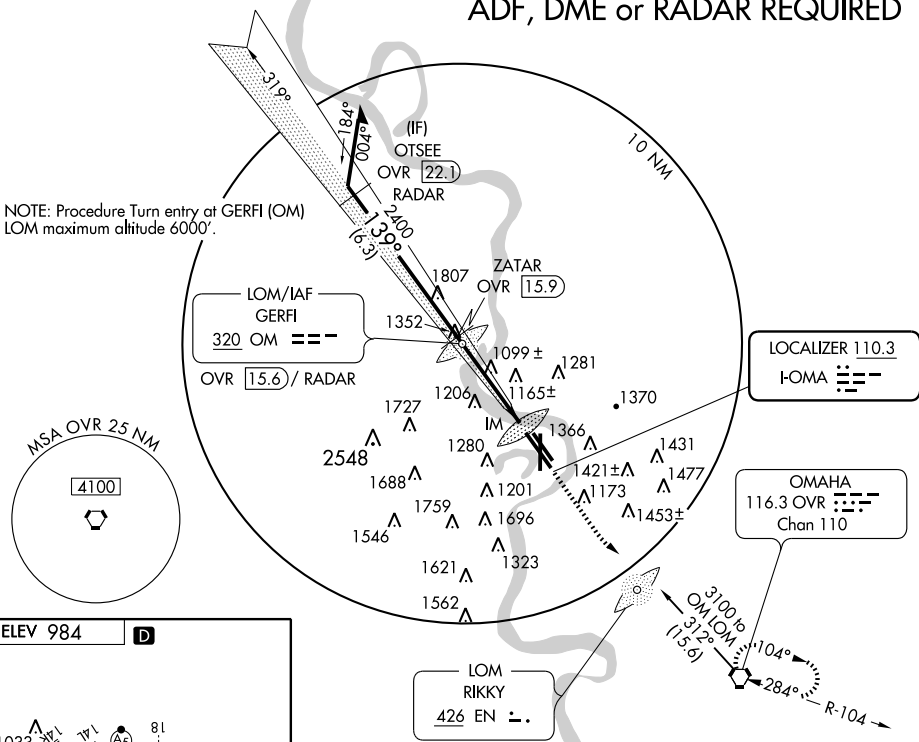 ADF, DME or RADAR REQUIRED
319°
184°
004°
(IF)
OTSEE
OVR 22.1
RADAR
10 NM
NOTE: Procedure Turn entry at GERFI (OM)
LOM maximum altitude 6000'.
2400
139°
(6.3)
ZATAR
OVR 15.9
1807
LOM/IAF
GERFI
320 OM
OVR 15.6 / RADAR
1352
1099 ±
1281
1165±
1206
1370
LOCALIZER 110.3
I-OMA
1727
IM
1366
2548
1280
1431
1421±
1477
1688
1201
1173
1453±
1759
1696
1546
1323
1621
1562
MSA OVR 25 NM
4100
OMAHA
116.3 OVR
Chan 110
3100 to
OM LOM
312°
(15.6)
104°
284°
R-104
LOM
RIKKY
426 EN
ELEV 984
D
14R
14L
18